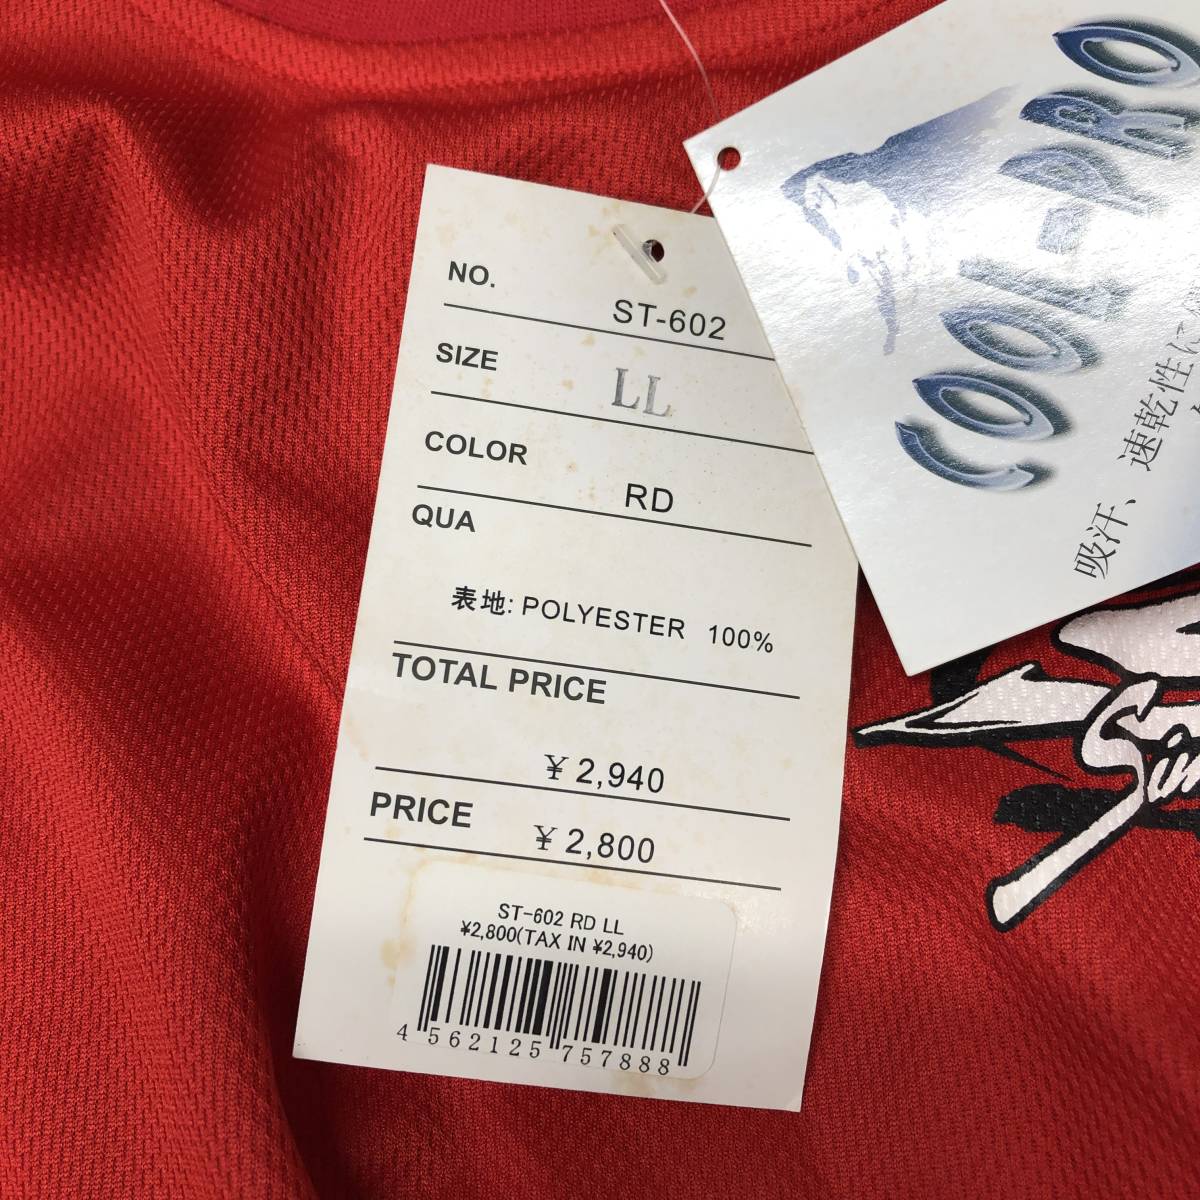 NO.
ST-602
SIZE
LL
COLOR
RD
QUA
表地: POLYESTER 100%
TOTAL PRICE
¥ 2,940
PRICE
¥ 2,800
ST-602 RD LL
¥2,800(TAX IN ¥2,940)
4 562125 757888
COOL-PRO
吸汗、速乾性に